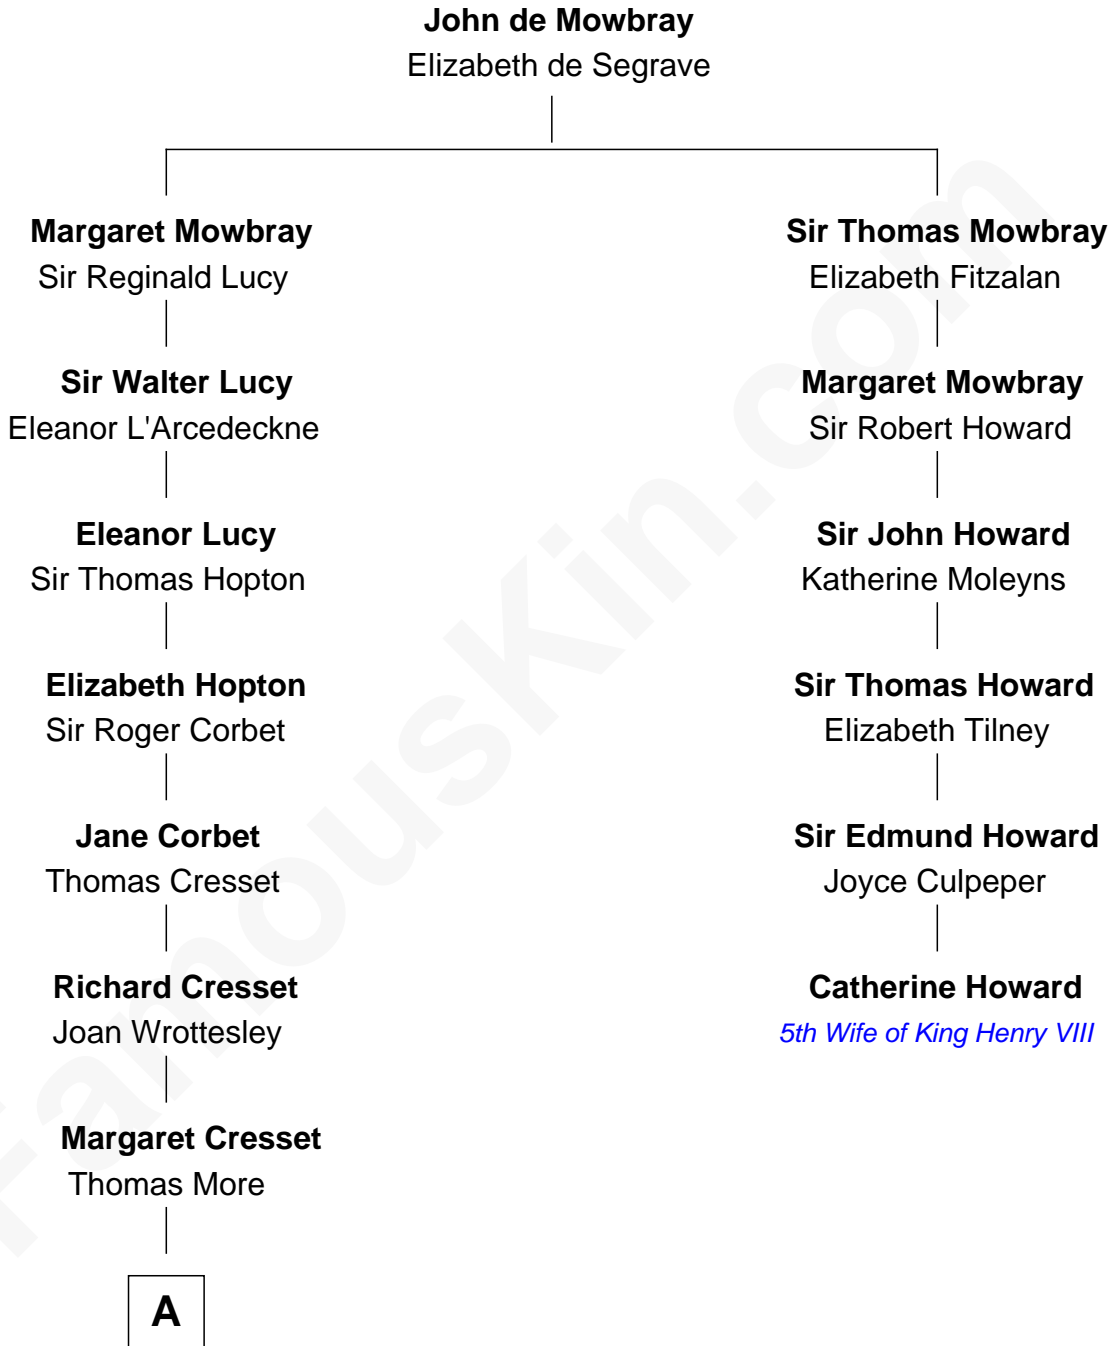 John de Mowbray
Elizabeth de Segrave
Margaret Mowbray
Sir Reginald Lucy
Sir Thomas Mowbray
Elizabeth Fitzalan
Sir Walter Lucy
Eleanor L'Arcedeckne
Margaret Mowbray
Sir Robert Howard
Eleanor Lucy
Sir Thomas Hopton
Sir John Howard
Katherine Moleyns
Elizabeth Hopton
Sir Roger Corbet
Sir Thomas Howard
Elizabeth Tilney
Jane Corbet
Thomas Cresset
Sir Edmund Howard
Joyce Culpeper
Richard Cresset
Joan Wrottesley
Catherine Howard
5th Wife of King Henry VIII
Margaret Cresset
Thomas More
A
FamousKin.com